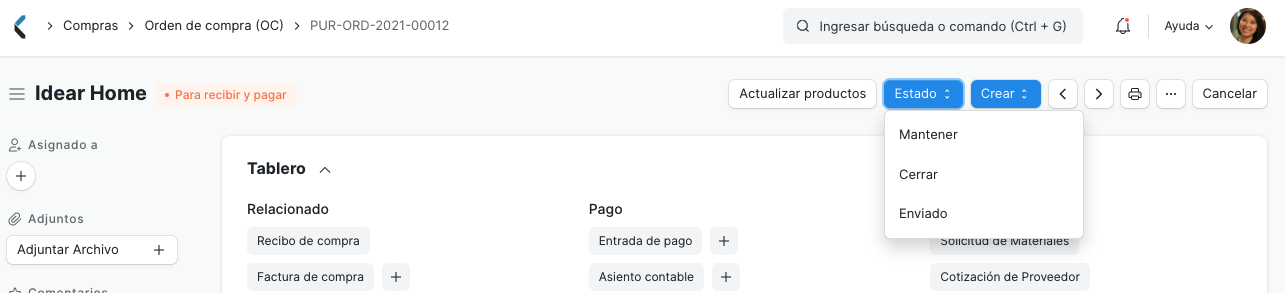 Compras
Orden de compra (OC)
PUR-ORD-2021-00012
Ingresar búsqueda o comando (Ctrl + G)
Ayuda
Idear Home
Para recibir y pagar
Actualizar productos
Estado
Crear
Cancelar
Mantener
Cerrar
Enviado
Asignado a
Adjuntos
Adjuntar Archivo
Comentarios
Tablero
Relacionado
Recibo de compra
Factura de compra
Pago
Entrada de pago
Asiento contable
Solicitud de Materiales
Cotización de Proveedor